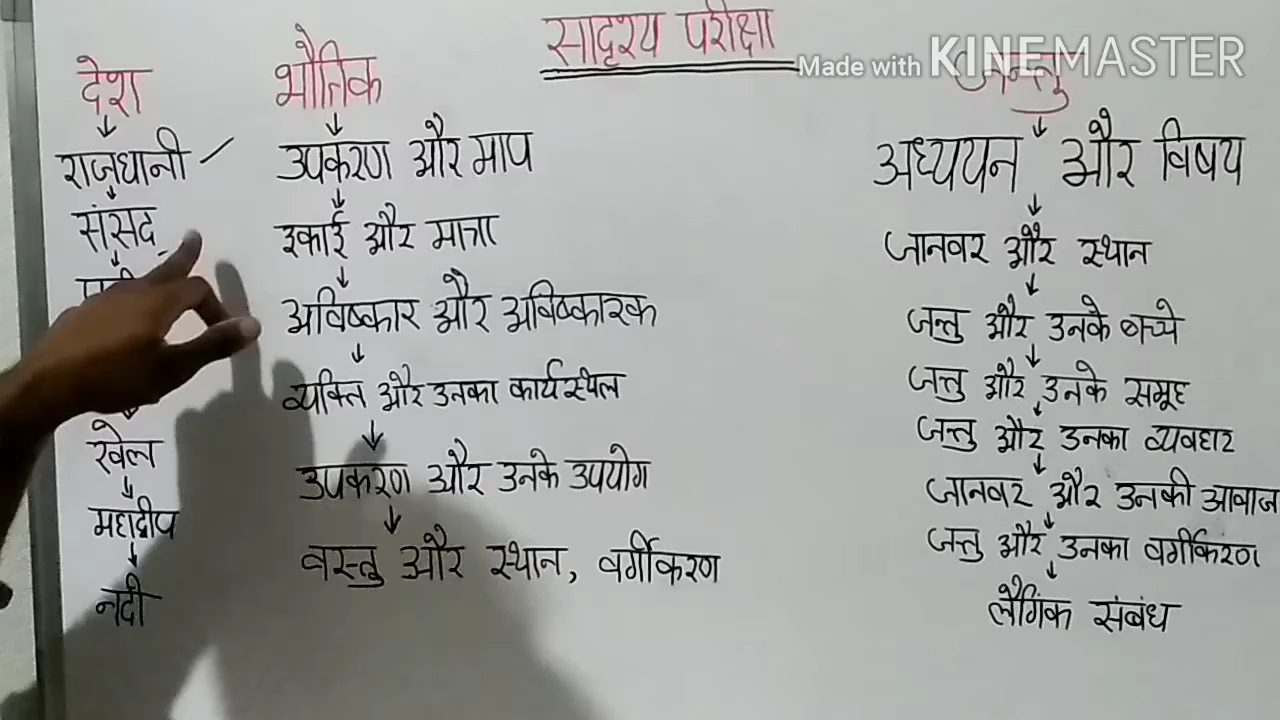 सादृश्य परीक्षा
Made with KINEMASTER
देश
राजधानी
संसद
खेल
महाद्वीप
नदी
भौतिक
उपकरण और माप
इकाई और मात्रा
अविष्कार और अविष्कारक
व्यक्ति और उनका कार्यस्थल
उपकरण और उनके उपयोग
वस्तु और स्थान, वर्गीकरण
जन्तु
अध्ययन और विषय
जानवर और स्थान
जन्तु और उनके बच्चे
जन्तु और उनके समूह
जन्तु और उनका व्यवहार
जानवर और उनकी आवाज
जन्तु और उनका वर्गीकरण
लैगिंक संबंध